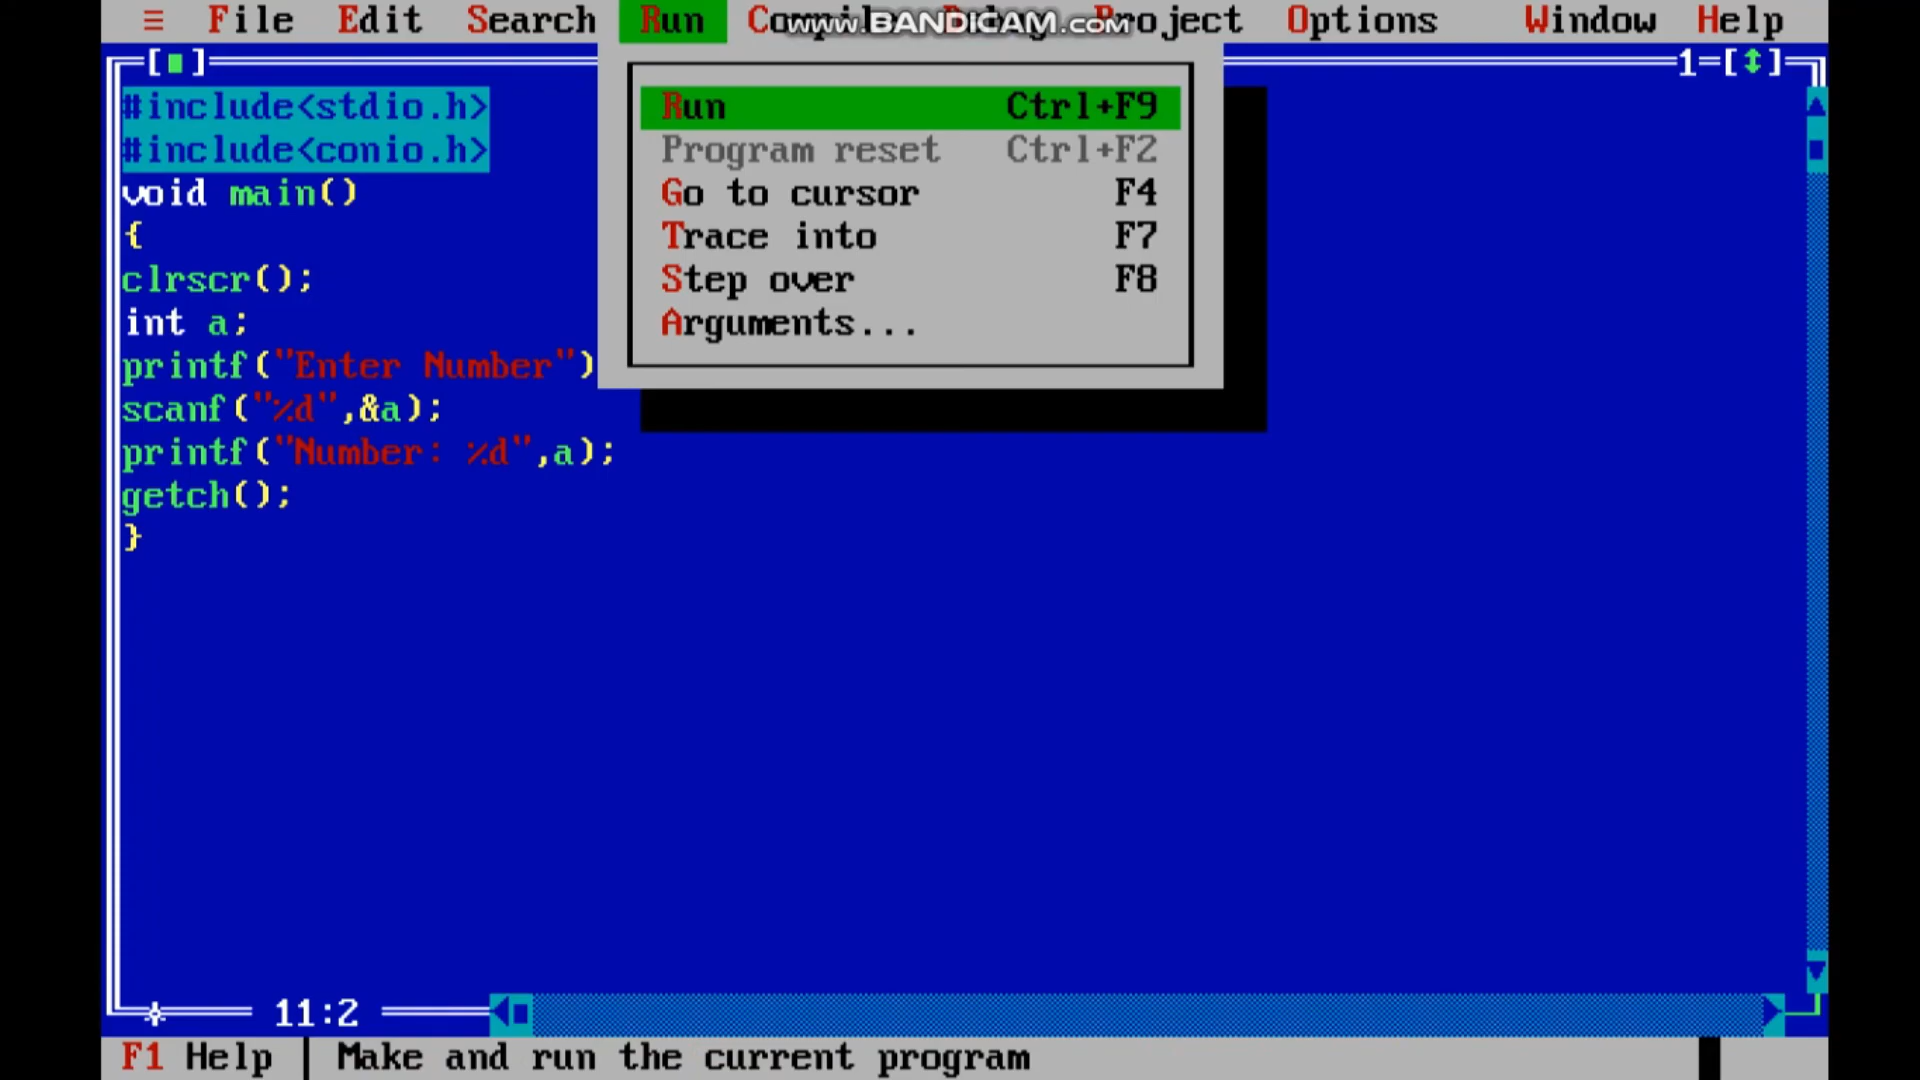 ≡ File Edit Search Run Project Options Window Help
www.BANDICAM.com
[■] 1=[↕]
#include<stdio.h>
#include<conio.h>
void main()
{
clrscr();
int a;
printf("Enter Number")
scanf("%d",&a);
printf("Number: %d",a);
getch();
}
Run Ctrl+F9
Program reset Ctrl+F2
Go to cursor F4
Trace into F7
Step over F8
Arguments...
11:2
F1 Help | Make and run the current program